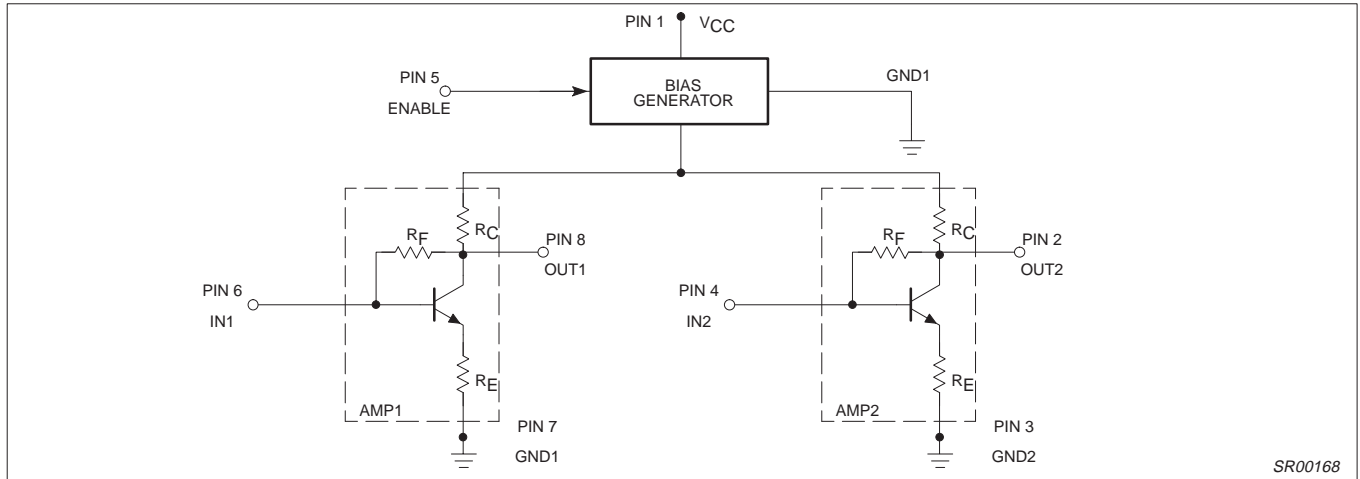 PIN 1 VCC
PIN 5
ENABLE
BIAS
GENERATOR
GND1
RF
RC
PIN 8
OUT1
PIN 6
IN1
RE
AMP1
PIN 7
GND1
RF
RC
PIN 2
OUT2
PIN 4
IN2
RE
AMP2
PIN 3
GND2
SR00168